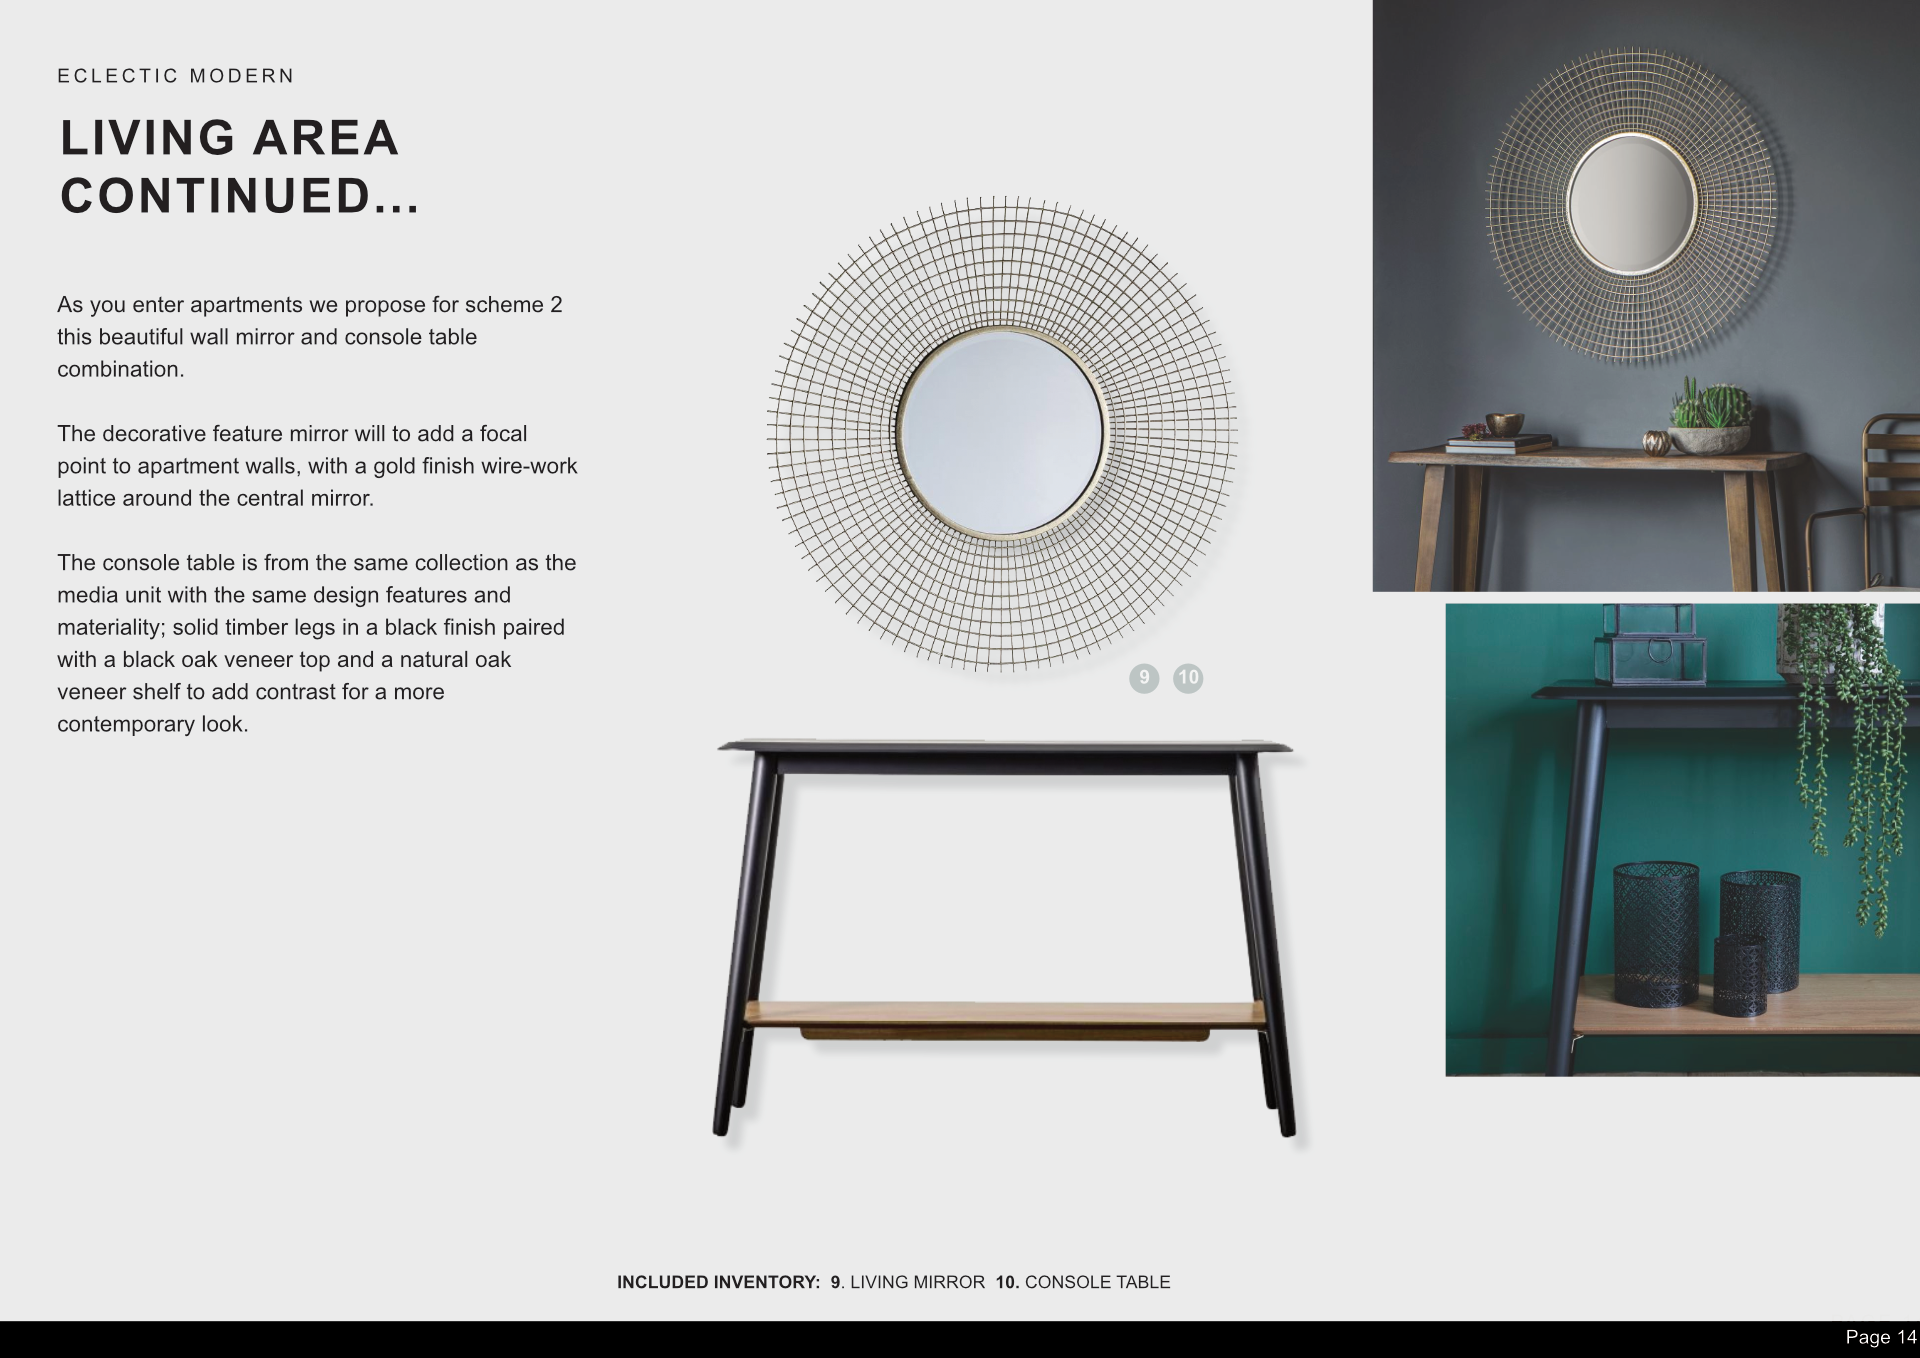 ECLECTIC MODERN
LIVING AREA
CONTINUED...
As you enter apartments we propose for scheme 2
this beautiful wall mirror and console table
combination.
The decorative feature mirror will to add a focal
point to apartment walls, with a gold finish wire-work
lattice around the central mirror.
The console table is from the same collection as the
media unit with the same design features and
materiality; solid timber legs in a black finish paired
with a black oak veneer top and a natural oak
veneer shelf to add contrast for a more
contemporary look.
9 10
INCLUDED INVENTORY: 9. LIVING MIRROR 10. CONSOLE TABLE
Page 14